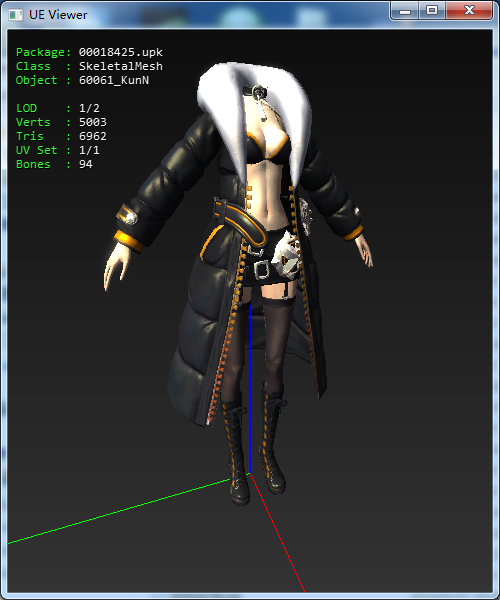 UE Viewer
Package: 00018425.upk
Class : SkeletalMesh
Object : 60061_KunN
LOD : 1/2
Verts : 5003
Tris : 6962
UV Set : 1/1
Bones : 94